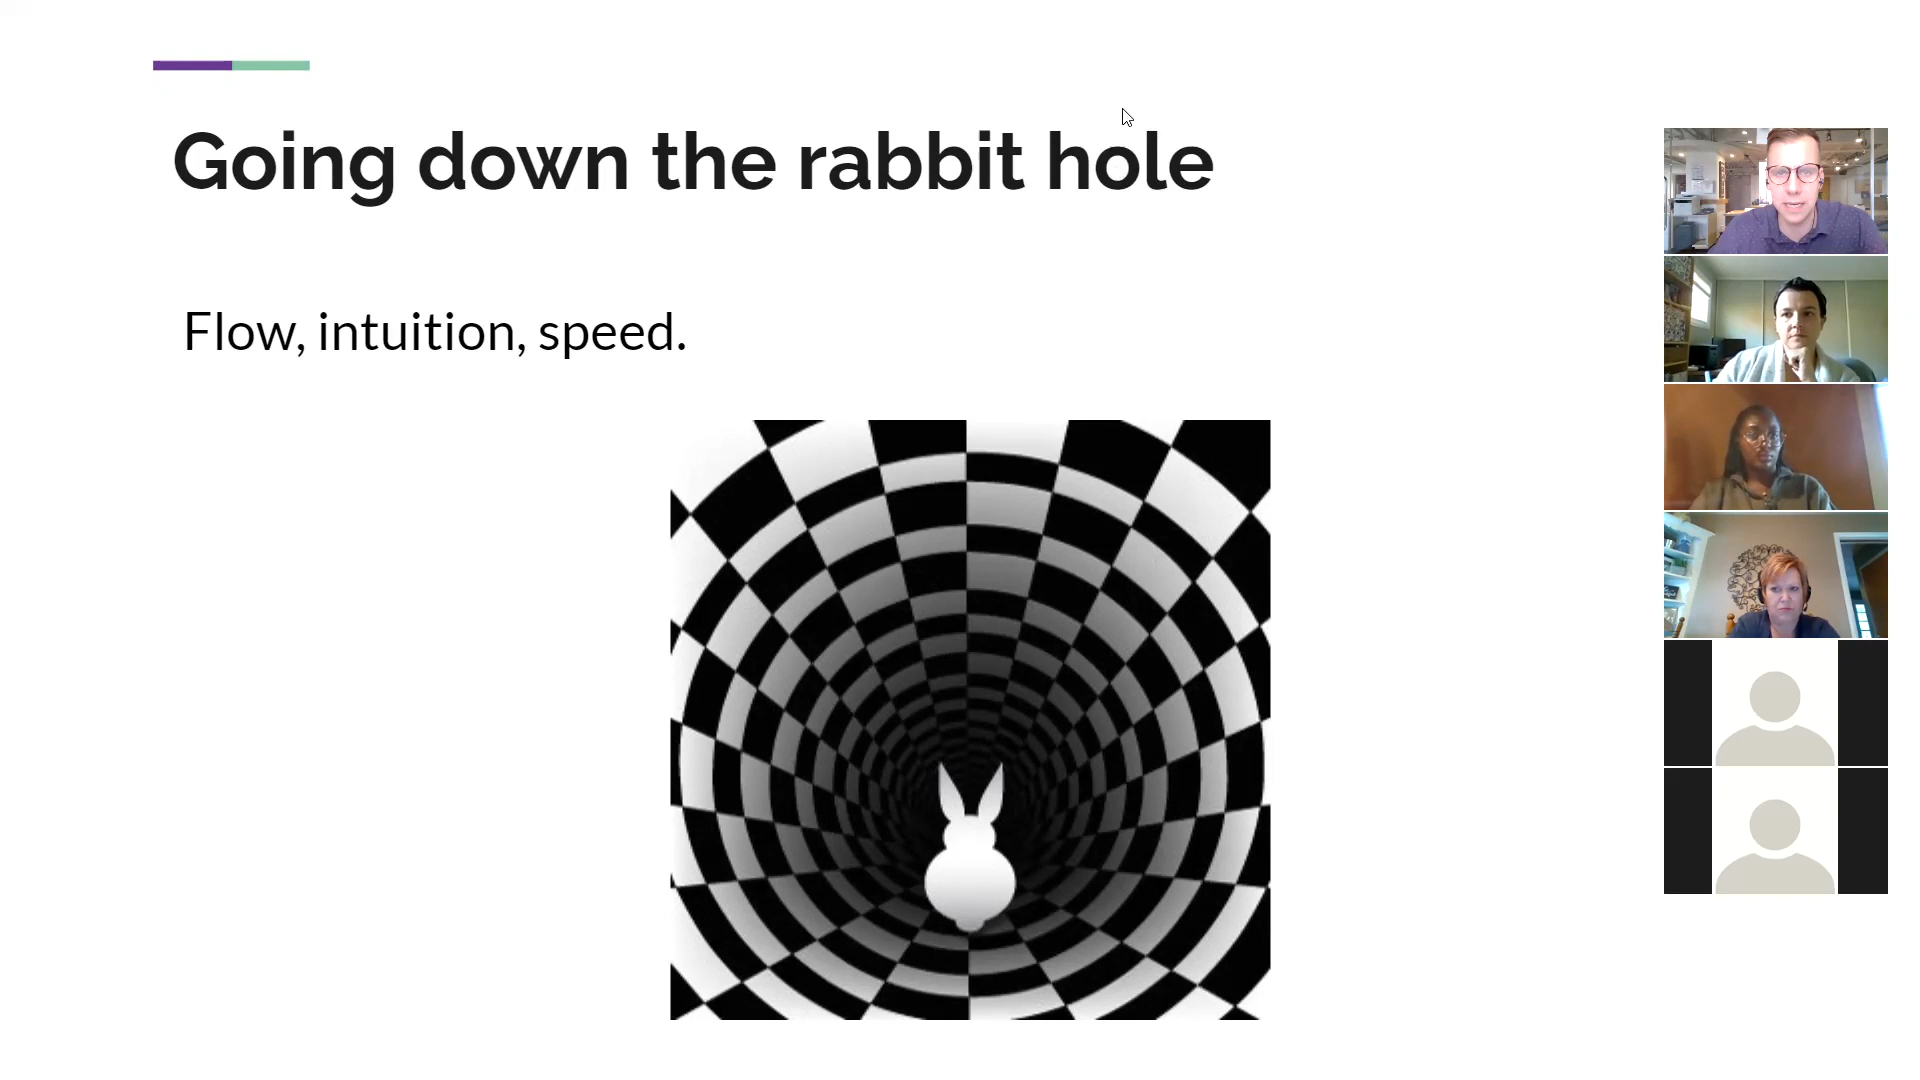 Going down the rabbit hole
Flow, intuition, speed.